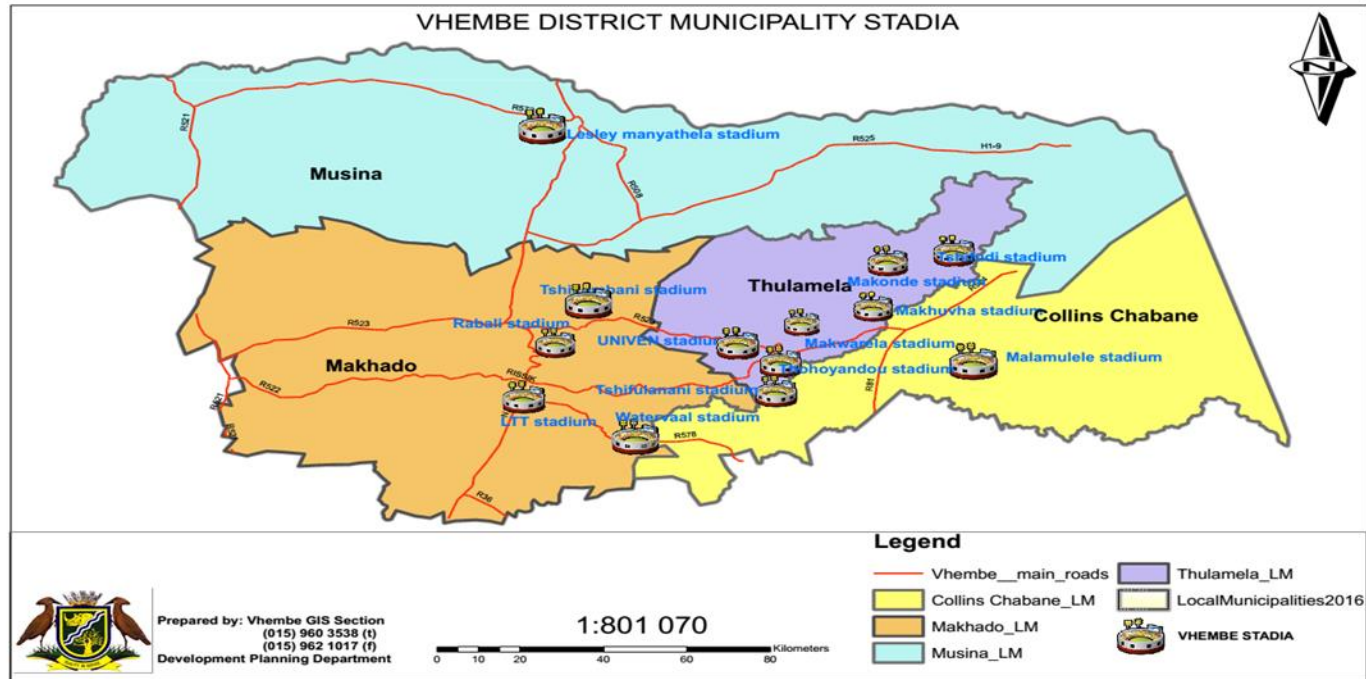 VHEMBE DISTRICT MUNICIPALITY STADIA
N
R521
Lesley manyathela stadium
R525
H1-9
R508
Musina
Thulamela
Makonde stadium
Makhuvha stadium
Collins Chabane
Rabali stadium
R523
UNIVEN stadium
Makwarela stadium
Malamulele stadium
Makhado
R522
Tshifulanani stadium
R81
LTT stadium
Watervaal stadium
R578
R36
Legend
Vhembe__main_roads
Collins Chabane_LM
Makhado_LM
Musina_LM
Thulamela_LM
LocalMunicipalities2016
VHEMBE STADIA
Prepared by: Vhembe GIS Section
(015) 960 3538 (t)
(015) 962 1017 (f)
Development Planning Department
1:801 070
Kilometers
0 10 20 40 60 80